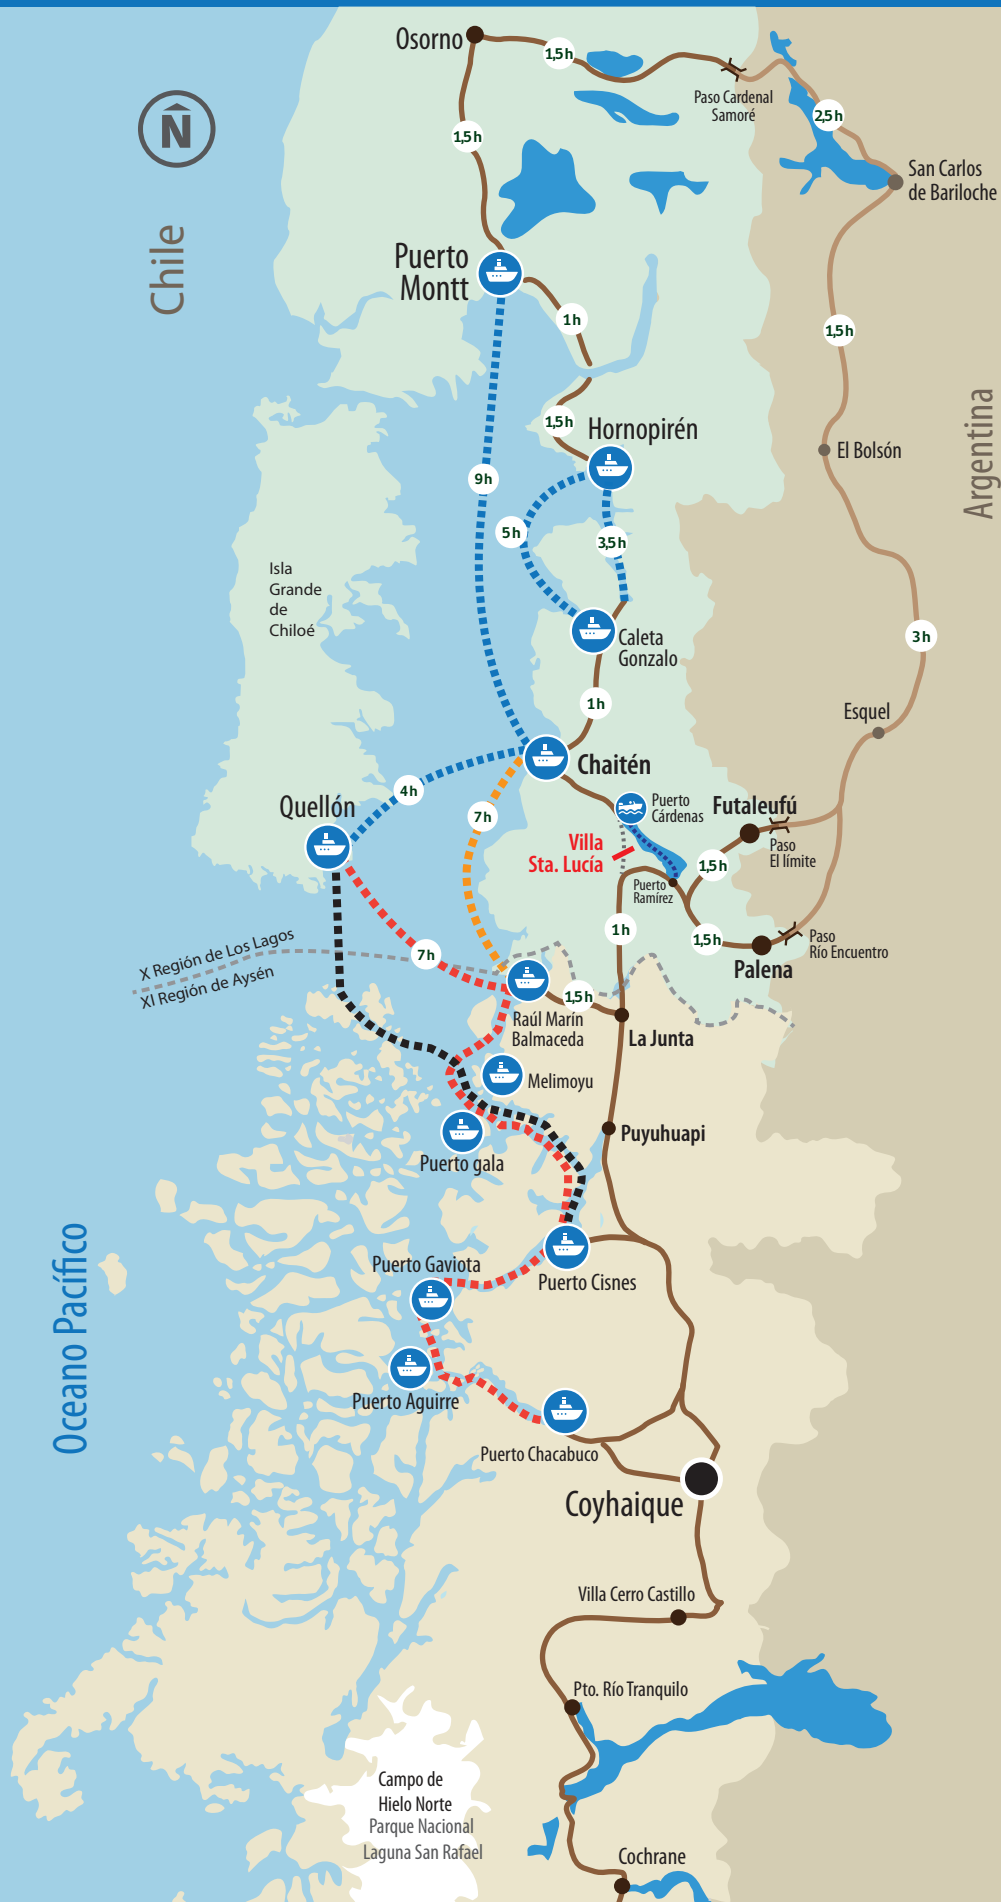 Osorno
1,5h
Paso Cardenal
Samoré
2,5h
1,5h
N
San Carlos
de Bariloche
Chile
Puerto
Montt
1h
1,5h
Argentina
1,5h
Hornopirén
El Bolsón
9h
5h
3,5h
Isla
Grande
de
Chiloé
Caleta
Gonzalo
3h
1h
Esquel
Chaitén
4h
Quellón
7h
Puerto
Cárdenas
Futaleufú
Villa
Sta. Lucía
Paso
El límite
1,5h
Puerto
Ramírez
1h
1,5h
Paso
Río Encuentro
Palena
X Región de Los Lagos
XI Región de Aysén
7h
1,5h
Raúl Marín
Balmaceda
La Junta
Melimoyu
Puyuhuapi
Puerto gala
Oceano Pacífico
Puerto Gaviota
Puerto Cisnes
Puerto Aguirre
Puerto Chacabuco
Coyhaique
Villa Cerro Castillo
Pto. Río Tranquilo
Campo de
Hielo Norte
Parque Nacional
Laguna San Rafael
Cochrane